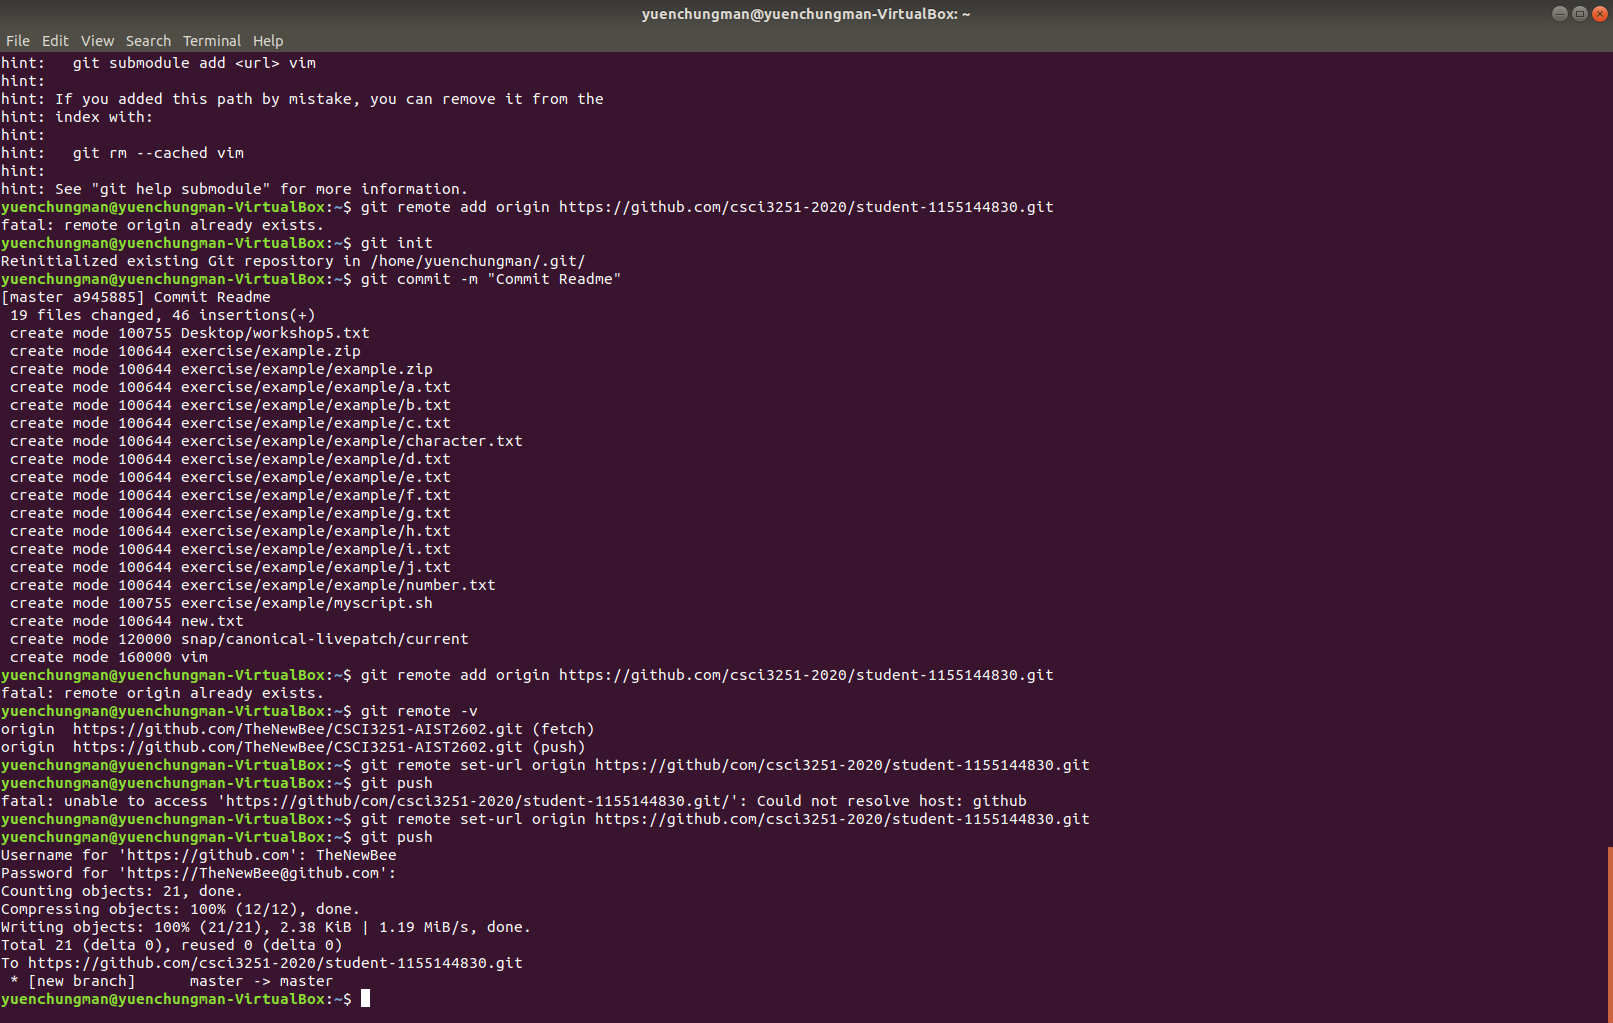 yuenchungman@yuenchungman-VirtualBox: ~
File Edit View Search Terminal Help
hint:   git submodule add <url> vim
hint:
hint: If you added this path by mistake, you can remove it from the
hint: index with:
hint:
hint:   git rm --cached vim
hint:
hint: See "git help submodule" for more information.
yuenchungman@yuenchungman-VirtualBox:~$ git remote add origin https://github.com/csci3251-2020/student-1155144830.git
fatal: remote origin already exists.
yuenchungman@yuenchungman-VirtualBox:~$ git init
Reinitialized existing Git repository in /home/yuenchungman/.git/
yuenchungman@yuenchungman-VirtualBox:~$ git commit -m "Commit Readme"
[master a945885] Commit Readme
 19 files changed, 46 insertions(+)
 create mode 100755 Desktop/workshop5.txt
 create mode 100644 exercise/example.zip
 create mode 100644 exercise/example/example.zip
 create mode 100644 exercise/example/example/a.txt
 create mode 100644 exercise/example/example/b.txt
 create mode 100644 exercise/example/example/c.txt
 create mode 100644 exercise/example/example/character.txt
 create mode 100644 exercise/example/example/d.txt
 create mode 100644 exercise/example/example/e.txt
 create mode 100644 exercise/example/example/f.txt
 create mode 100644 exercise/example/example/g.txt
 create mode 100644 exercise/example/example/h.txt
 create mode 100644 exercise/example/example/i.txt
 create mode 100644 exercise/example/example/j.txt
 create mode 100644 exercise/example/example/number.txt
 create mode 100755 exercise/example/myscript.sh
 create mode 100644 new.txt
 create mode 120000 snap/canonical-livepatch/current
 create mode 160000 vim
yuenchungman@yuenchungman-VirtualBox:~$ git remote add origin https://github.com/csci3251-2020/student-1155144830.git
fatal: remote origin already exists.
yuenchungman@yuenchungman-VirtualBox:~$ git remote -v
origin  https://github.com/TheNewBee/CSCI3251-AIST2602.git (fetch)
origin  https://github.com/TheNewBee/CSCI3251-AIST2602.git (push)
yuenchungman@yuenchungman-VirtualBox:~$ git remote set-url origin https://github/com/csci3251-2020/student-1155144830.git
yuenchungman@yuenchungman-VirtualBox:~$ git push
fatal: unable to access 'https://github/com/csci3251-2020/student-1155144830.git/': Could not resolve host: github
yuenchungman@yuenchungman-VirtualBox:~$ git remote set-url origin https://github.com/csci3251-2020/student-1155144830.git
yuenchungman@yuenchungman-VirtualBox:~$ git push
Username for 'https://github.com': TheNewBee
Password for 'https://TheNewBee@github.com':
Counting objects: 21, done.
Compressing objects: 100% (12/12), done.
Writing objects: 100% (21/21), 2.38 KiB | 1.19 MiB/s, done.
Total 21 (delta 0), reused 0 (delta 0)
To https://github.com/csci3251-2020/student-1155144830.git
 * [new branch]      master -> master
yuenchungman@yuenchungman-VirtualBox:~$